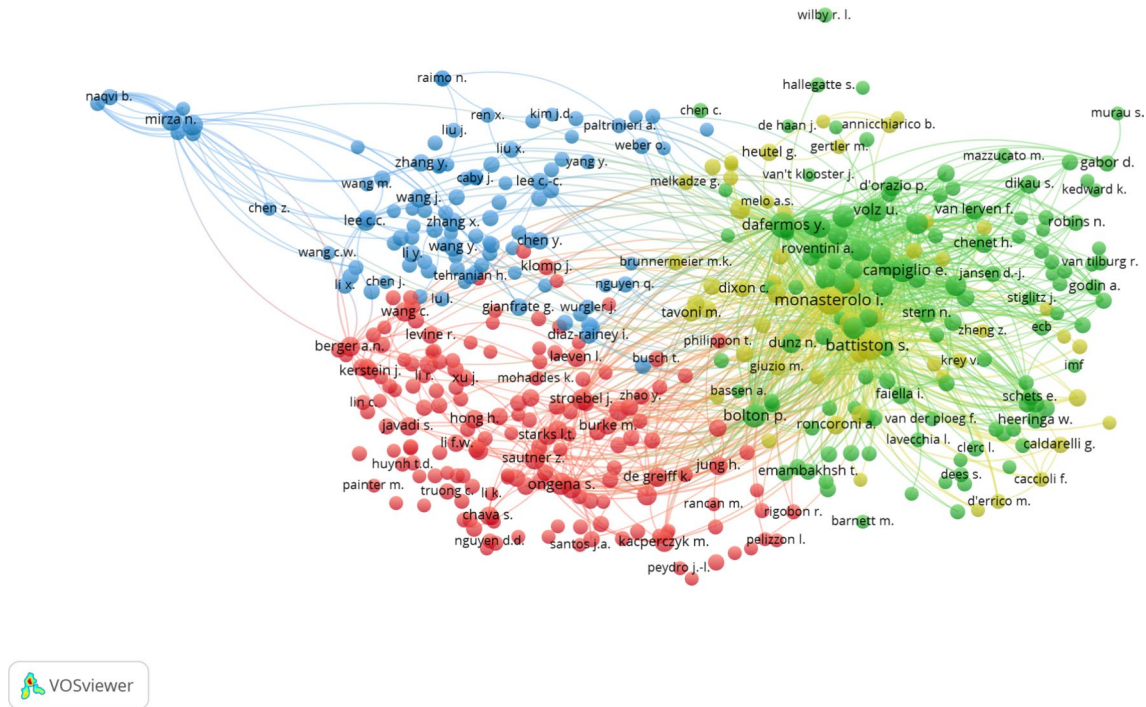 wilby r. l.
raimo n.
hallegatte s.
naqvi b.
mirza n.
ren x.
kim j.d.
chen c.
murau s.
liu j.
paltrinieri a.
de haan j.
annicchiarico b.
liu x.
weber o.
heutel g.
gertler m.
mazzucato m.
gabor d.
zhang y.
caby j.
yang y.
melkadze g.
van't klooster j.
wang m.
lee c.-c.
d'orazio p.
dikau s.
kedward k.
wang j.
melo a.s.
chen z.
lee c.c.
zhang x.
dafermos y.
volz u.
van lerven f.
robins n.
wang c.w.
li y.
wang y.
chen y.
roventini a.
chenet h.
klomp j.
brunnermeier m.k.
van tilburg r.
tehranian h.
campiglio e.
jansen d.-j.
li x.
chen j.
nguyen q.
dixon c.
godin a.
lu l.
monasterolo i.
stiglitz j.
wang c.
gianfrate g.
wurgler j.
tavoni m.
stern n.
levine r.
diaz-rainey i.
zheng z.
ecb
berger a.n.
philippon t.
dunz n.
battiston s.
laeven l.
busch t.
krey v.
imf
kerstein j.
li r.
xu j.
mohaddes k.
giuzio m.
bassen a.
faiella i.
schets e.
lin c.
stroebel j.
zhao y.
javadi s.
hong h.
burke m.
bolton p.
roncoroni a.
van der ploeg f.
heeringa w.
li f.w.
starks l.t.
lavecchia l.
clerc l.
caldarelli g.
sautner z.
huynh t.d.
jung h.
emambakhsh t.
dees s.
caccioli f.
painter m.
truong c.
li k.
ongena s.
de greiff k.
rancan m.
d'errico m.
chava s.
rigobon r.
barnett m.
nguyen d.d.
santos j.a.
kacperczyk m.
pelizzon l.
peydro j.-l.
VOSviewer